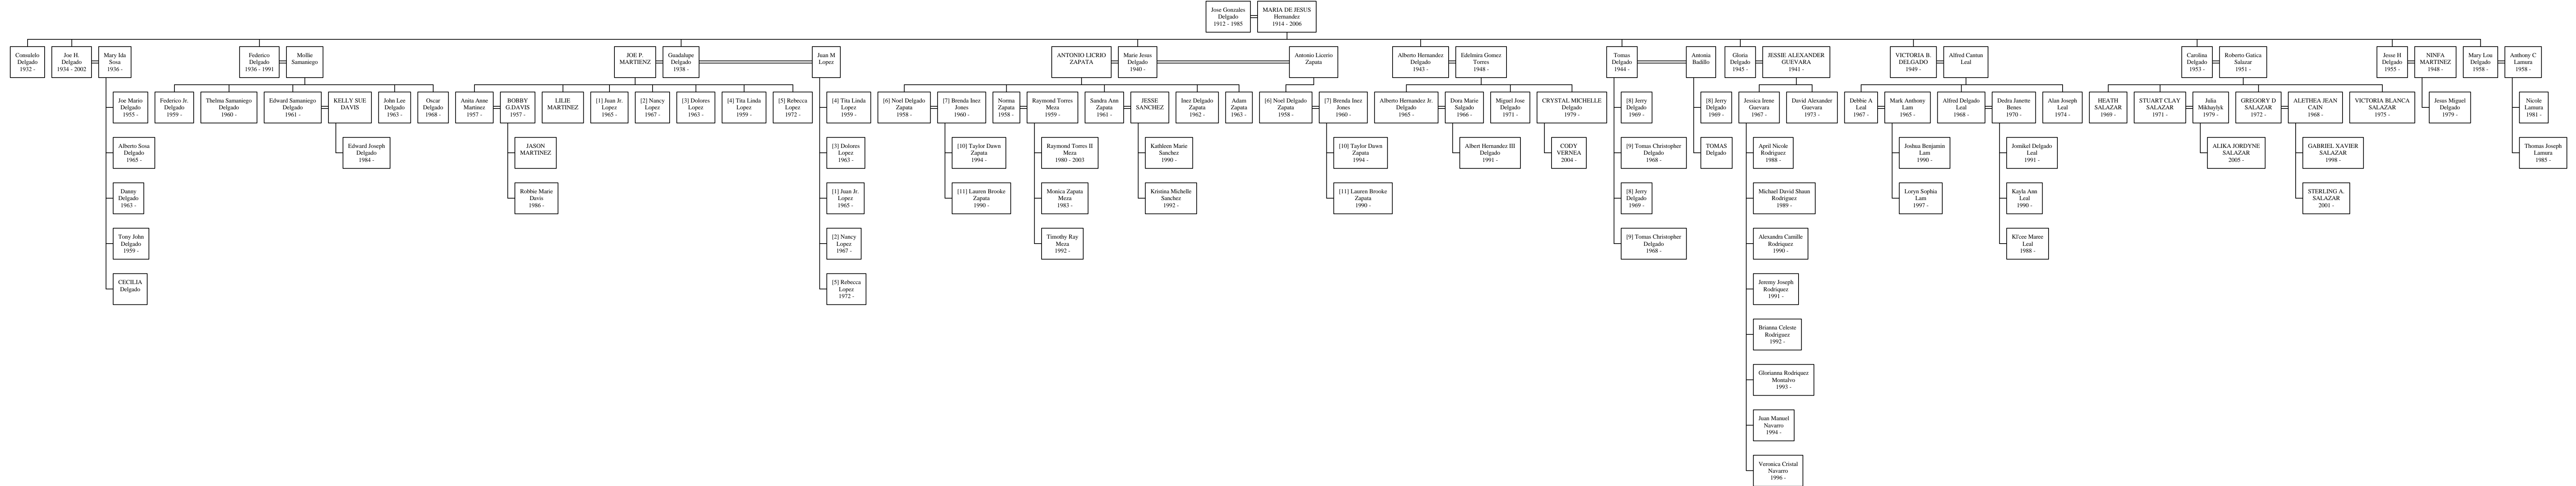 Jose Gonzales
Delgado
1912 - 1985
MARIA DE JESUS
Hernandez
1914 - 2006
Consulelo
Delgado
1932 -
Joe H.
Delgado
1934 - 2002
Mary Ida
Sosa
1936 -
Federico
Delgado
1936 - 1991
Mollie
Samaniego
JOE P.
MARTIENZ
Guadalupe
Delgado
1938 -
Juan M
Lopez
ANTONIO LICRIO
ZAPATA
Marie Jesus
Delgado
1940 -
Antonio Licerio
Zapata
Alberto Hernandez
Delgado
1943 -
Edelmira Gomez
Torres
1948 -
Tomas
Delgado
1944 -
Antonia
Badillo
Gloria
Delgado
1945 -
JESSIE ALEXANDER
GUEVARA
1941 -
VICTORIA B.
DELGADO
1949 -
Alfred Cantun
Leal
Carolina
Delgado
1953 -
Roberto Gatica
Salazar
1951 -
Jesse H
Delgado
1955 -
NINFA
MARTINEZ
1948 -
Mary Lou
Delgado
1958 -
Anthony C
Lamura
1958 -
Joe Mario
Delgado
1955 -
Federico Jr.
Delgado
1959 -
Thelma Samaniego
Delgado
1960 -
Edward Samaniego
Delgado
1961 -
KELLY SUE
DAVIS
John Lee
Delgado
1963 -
Oscar
Delgado
1968 -
Anita Anne
Martinez
1957 -
BOBBY
G.DAVIS
1957 -
LILIE
MARTINEZ
[1] Juan Jr.
Lopez
1965 -
[2] Nancy
Lopez
1967 -
[3] Dolores
Lopez
1963 -
[4] Tita Linda
Lopez
1959 -
[5] Rebecca
Lopez
1972 -
[4] Tita Linda
Lopez
1959 -
[6] Noel Delgado
Zapata
1958 -
[7] Brenda Inez
Jones
1960 -
Norma
Zapata
1958 -
Raymond Torres
Meza
1959 -
Sandra Ann
Zapata
1961 -
JESSE
SANCHEZ
Inez Delgado
Zapata
1962 -
Adam
Zapata
1963 -
[6] Noel Delgado
Zapata
1958 -
[7] Brenda Inez
Jones
1960 -
Alberto Hernandez Jr.
Delgado
1965 -
Dora Marie
Salgado
1966 -
Miguel Jose
Delgado
1971 -
CRYSTAL MICHELLE
Delgado
1979 -
[8] Jerry
Delgado
1969 -
[8] Jerry
Delgado
1969 -
Jessica Irene
Guevara
1967 -
David Alexander
Guevara
1973 -
Debbie A
Leal
1967 -
Mark Anthony
Lam
1965 -
Alfred Delgado
Leal
1968 -
Dedra Janette
Benes
1970 -
Alan Joseph
Leal
1974 -
HEATH
SALAZAR
1969 -
STUART CLAY
SALAZAR
1971 -
Julia
Mikhaylyk
1979 -
GREGORY D
SALAZAR
1972 -
ALETHEA JEAN
CAIN
1968 -
VICTORIA BLANCA
SALAZAR
1975 -
Jesus Miguel
Delgado
1979 -
Nicole
Lamura
1981 -
Alberto Sosa
Delgado
1965 -
Edward Joseph
Delgado
1984 -
JASON
MARTINEZ
[3] Dolores
Lopez
1963 -
[10] Taylor Dawn
Zapata
1994 -
Raymond Torres II
Meza
1980 - 2003
Kathleen Marie
Sanchez
1990 -
[10] Taylor Dawn
Zapata
1994 -
Albert Hernandez III
Delgado
1991 -
CODY
VERNEA
2004 -
[9] Tomas Christopher
Delgado
1968 -
TOMAS
Delgado
April Nicole
Rodriguez
1988 -
Joshua Benjamin
Lam
1990 -
Jonnikel Delgado
Leal
1991 -
ALIKA JORDYNE
SALAZAR
2005 -
GABRIEL XAVIER
SALAZAR
1998 -
Thomas Joseph
Lamura
1985 -
Danny
Delgado
1963 -
Robbie Marie
Davis
1986 -
[1] Juan Jr.
Lopez
1965 -
[11] Lauren Brooke
Zapata
1990 -
Monica Zapata
Meza
1983 -
Kristina Michelle
Sanchez
1992 -
[11] Lauren Brooke
Zapata
1990 -
[8] Jerry
Delgado
1969 -
Michael David Shaun
Rodriguez
1989 -
Loryn Sophia
Lam
1997 -
Kayla Ann
Leal
1990 -
STERLING A.
SALAZAR
2001 -
Tony John
Delgado
1959 -
[2] Nancy
Lopez
1967 -
Timothy Ray
Meza
1992 -
[9] Tomas Christopher
Delgado
1968 -
Alexandra Camille
Rodriquez
1990 -
Kl'cee Maree
Leal
1988 -
CECILIA
Delgado
[5] Rebecca
Lopez
1972 -
Jeremy Joseph
Rodriquez
1991 -
Brianna Celeste
Rodriguez
1992 -
Glorianna Rodriquez
Montalvo
1993 -
Juan Manuel
Navarro
1994 -
Veronica Cristal
Navarro
1996 -